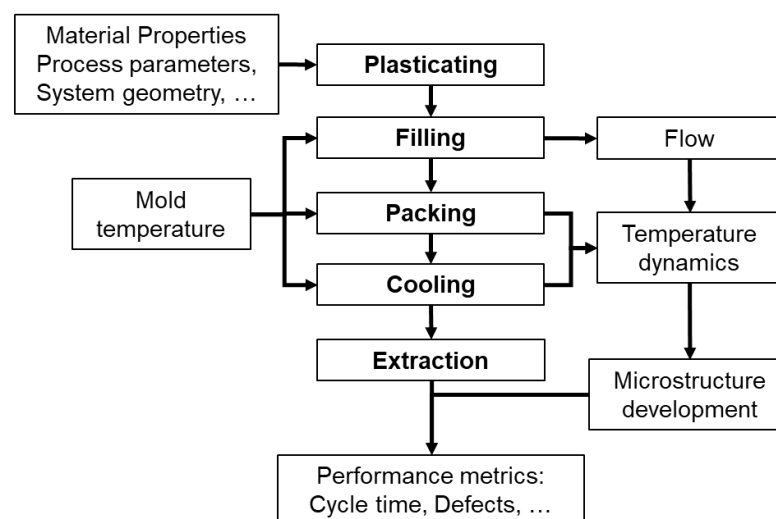 Material Properties
Process parameters,
System geometry, …
Plasticating
Filling
Flow
Mold
temperature
Packing
Temperature
dynamics
Cooling
Extraction
Microstructure
development
Performance metrics:
Cycle time, Defects, …